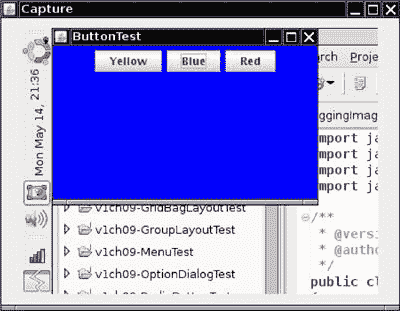 Capture
ButtonTest
Yellow Blue Red
Mon May 14, 21:36
arch Proje
ggingImag
v1ch09-GridBagLayoutTest
v1ch09-GroupLayoutTest
v1ch09-MenuTest
v1ch09-OptionDialogTest
mport ja
mport ja
mport ja
mport ja
/**
* @versi
* @autho
*/
public cl